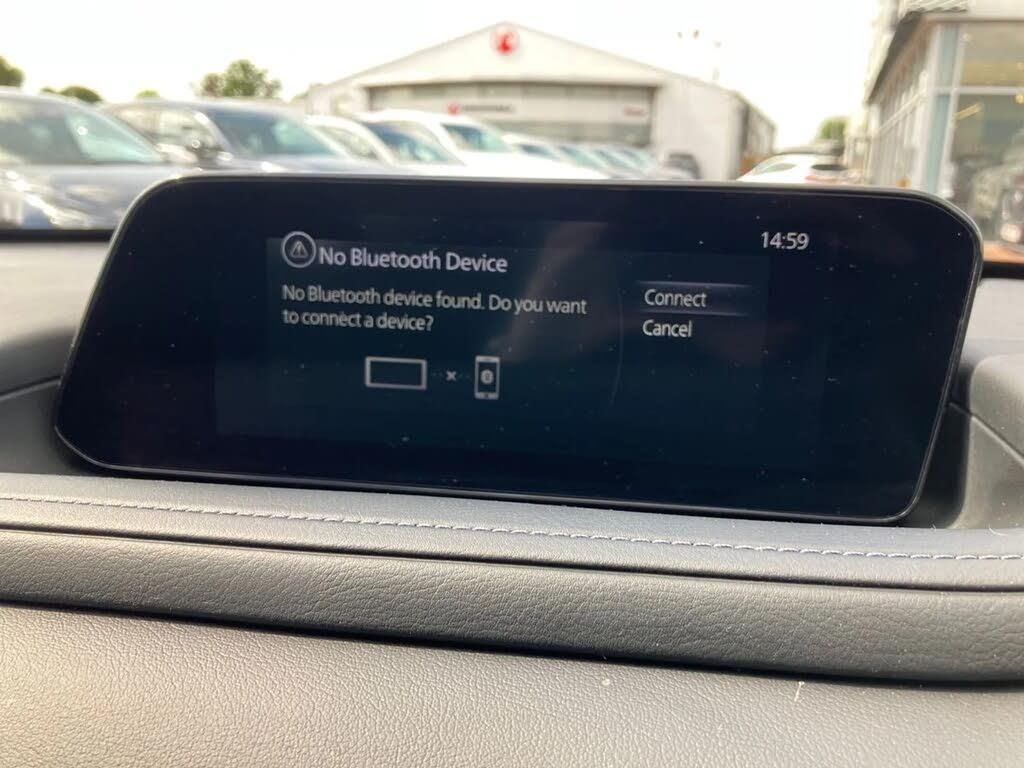 14:59
No Bluetooth Device
No Bluetooth device found. Do you want
to connect a device?
Connect
Cancel